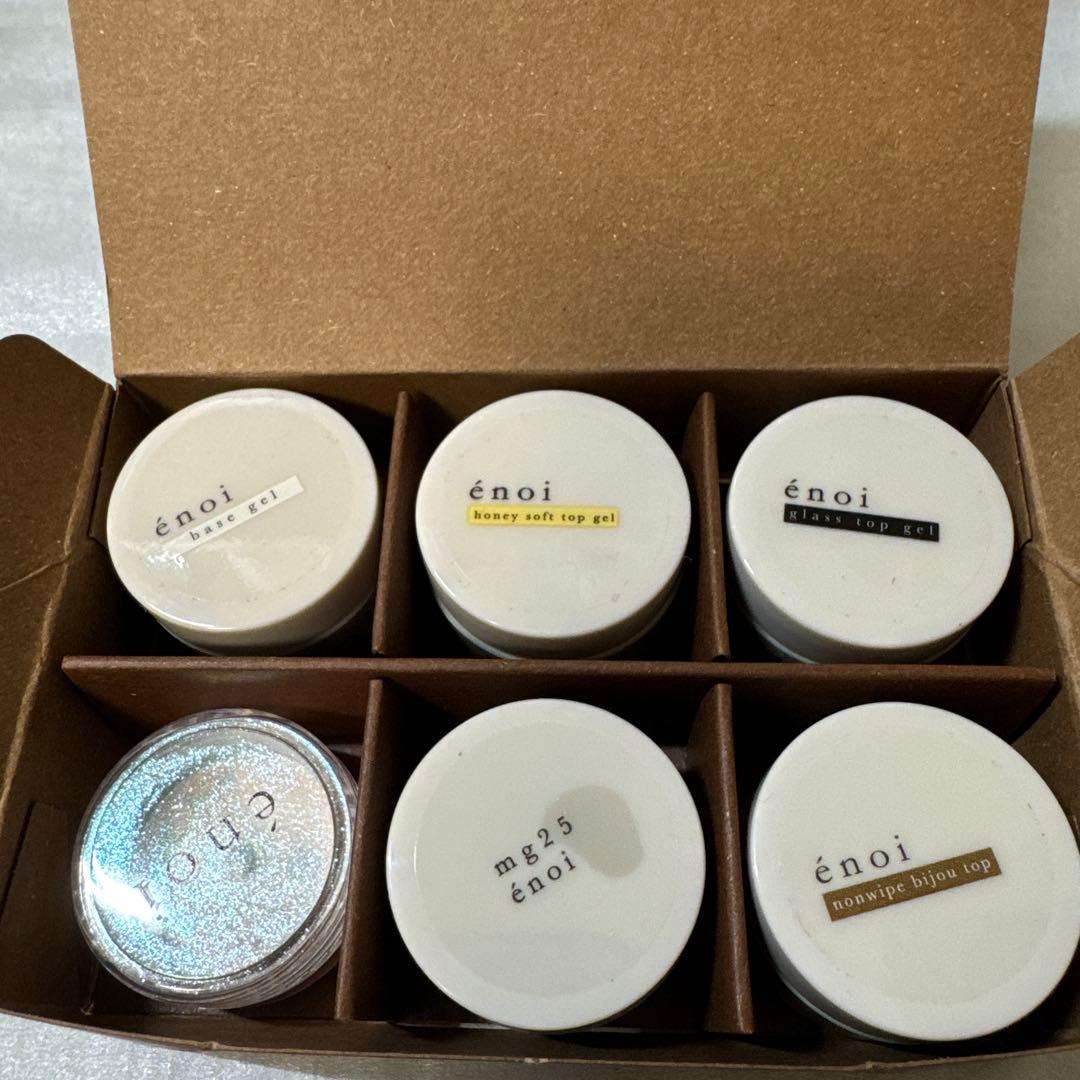 énoi
base gel
énoi
honey soft top gel
énoi
glass top gel
énoi
mg25
énoi
énoi
nonwipe bijou top